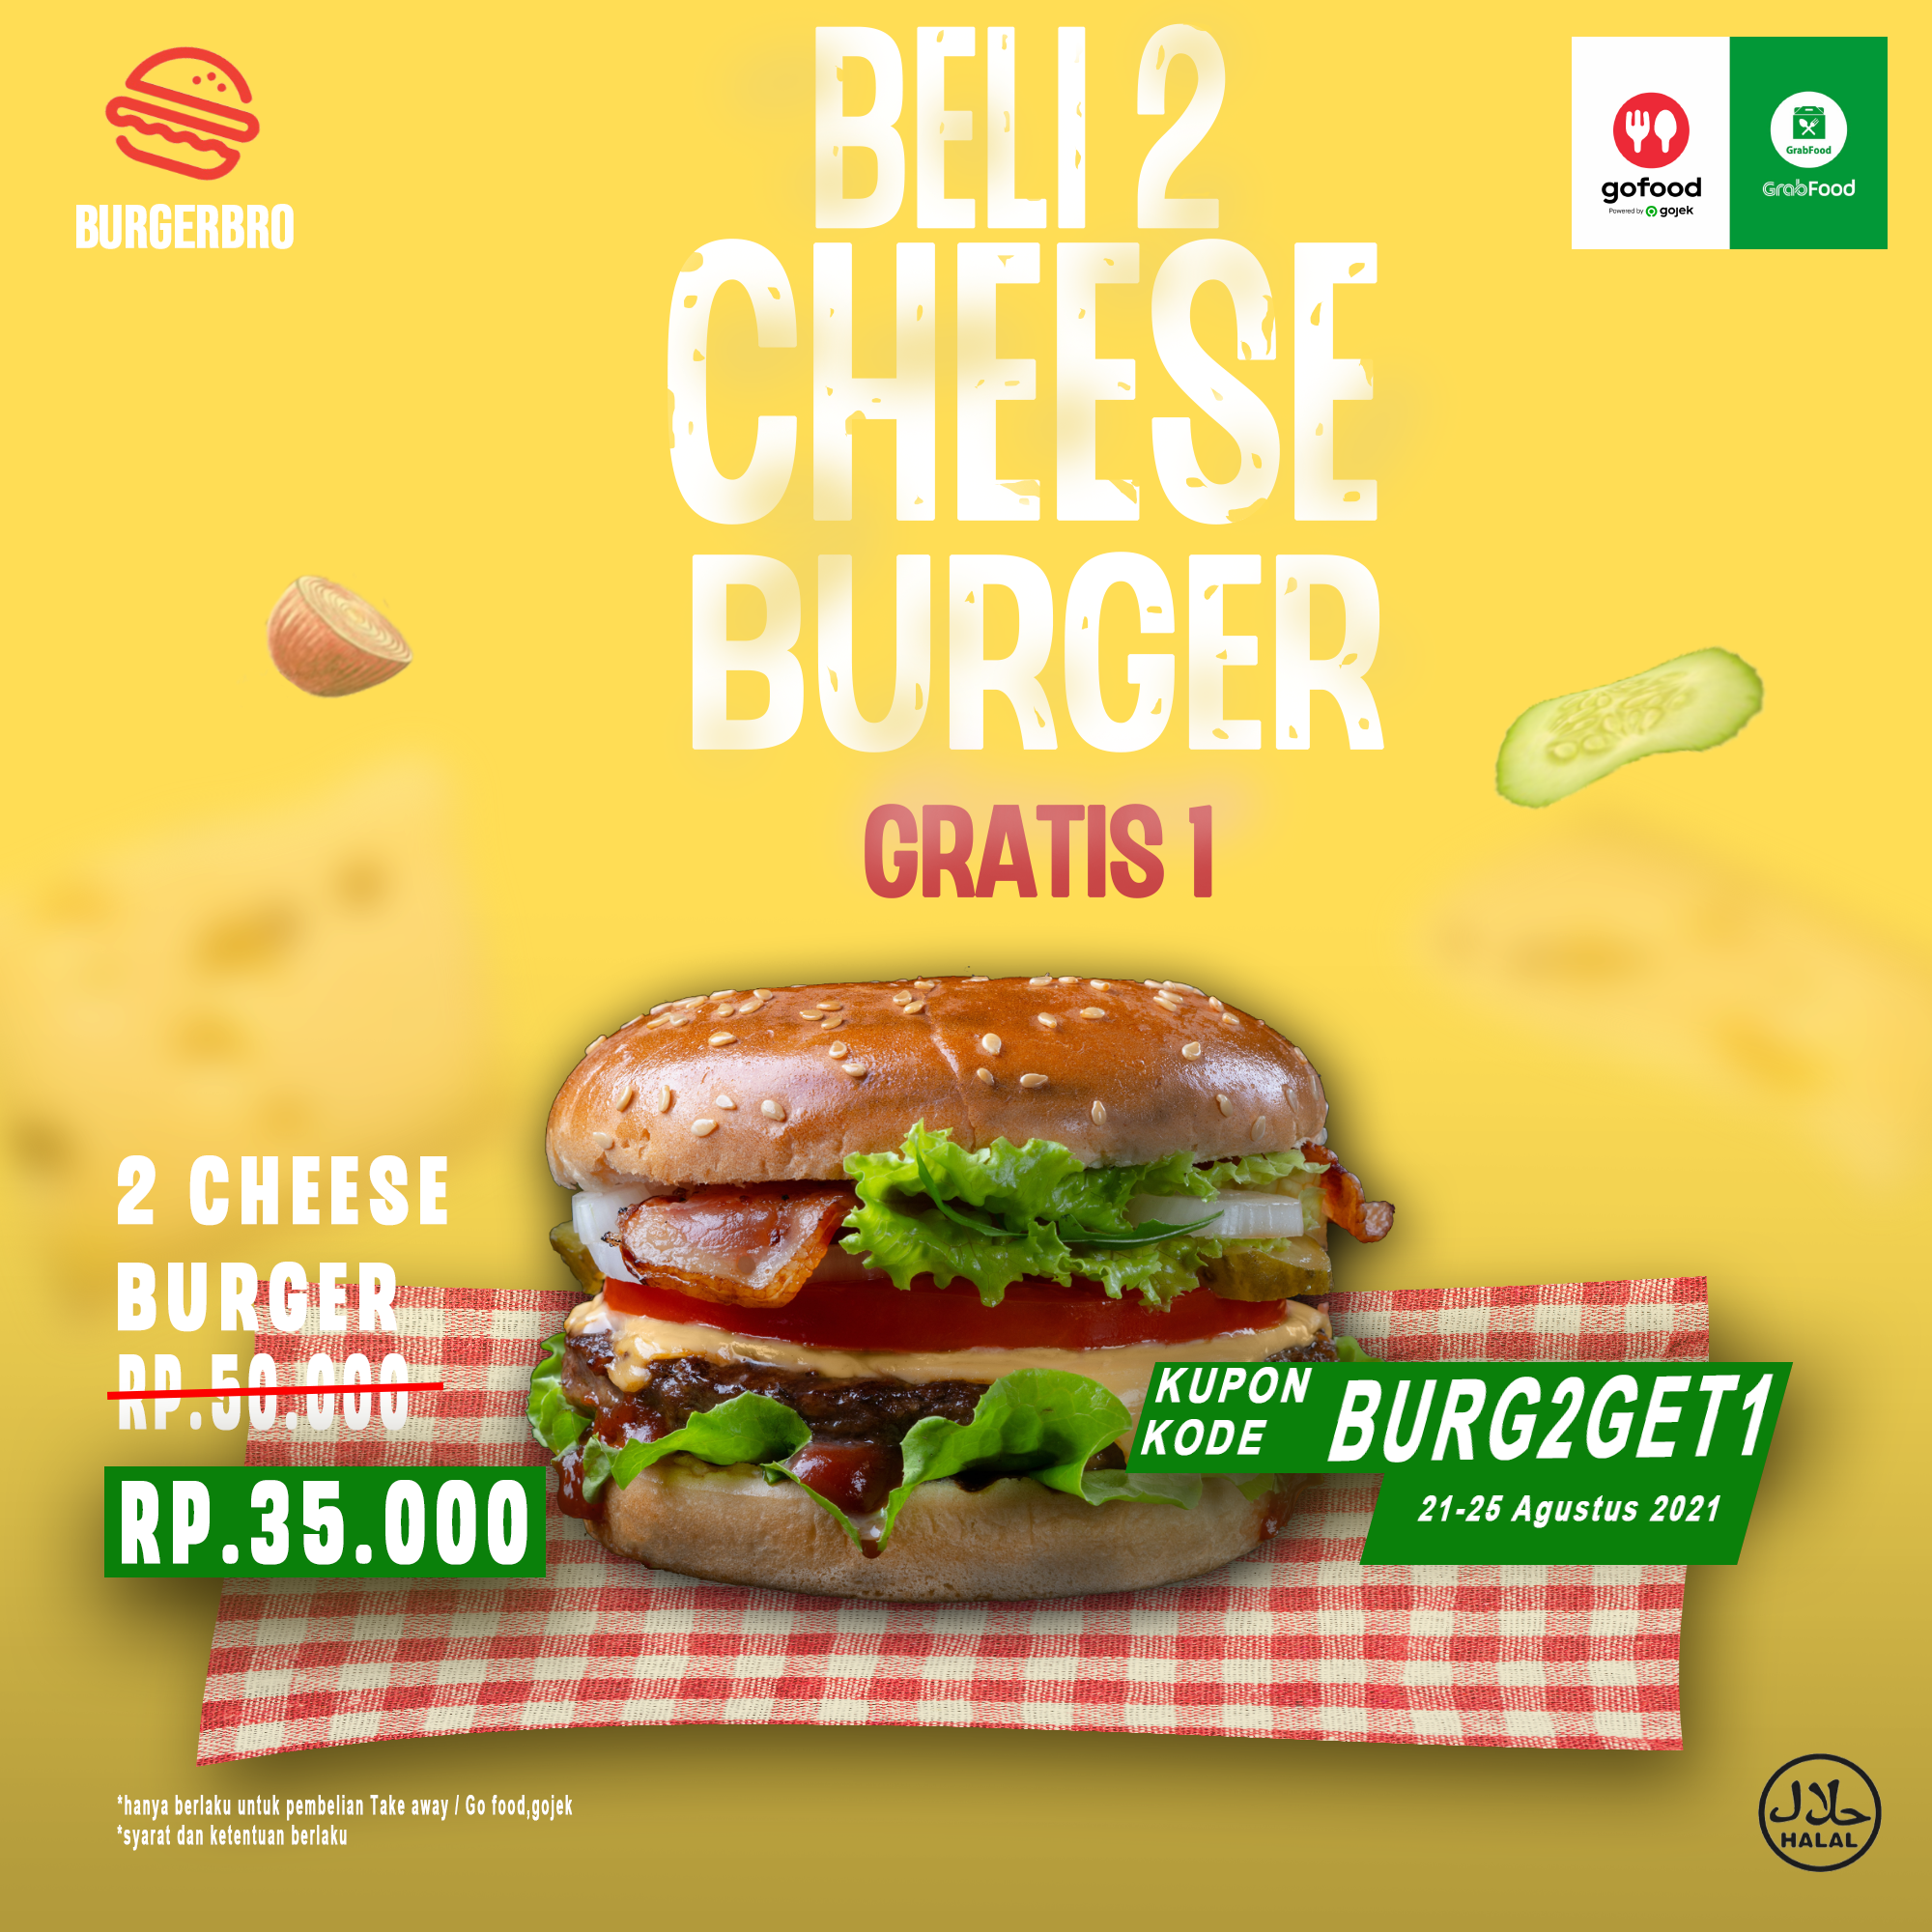 BURGERBRO
BELI 2
CHEESE
BURGER
GRATIS 1
gofood
Powered by gojek
GrabFood
GrabFood
2 CHEESE
BURGER
RP.50.000
RP.35.000
KUPON
KODE
BURG2GET1
21-25 Agustus 2021
*hanya berlaku untuk pembelian Take away / Go food,gojek
*syarat dan ketentuan berlaku
حلال
HALAL